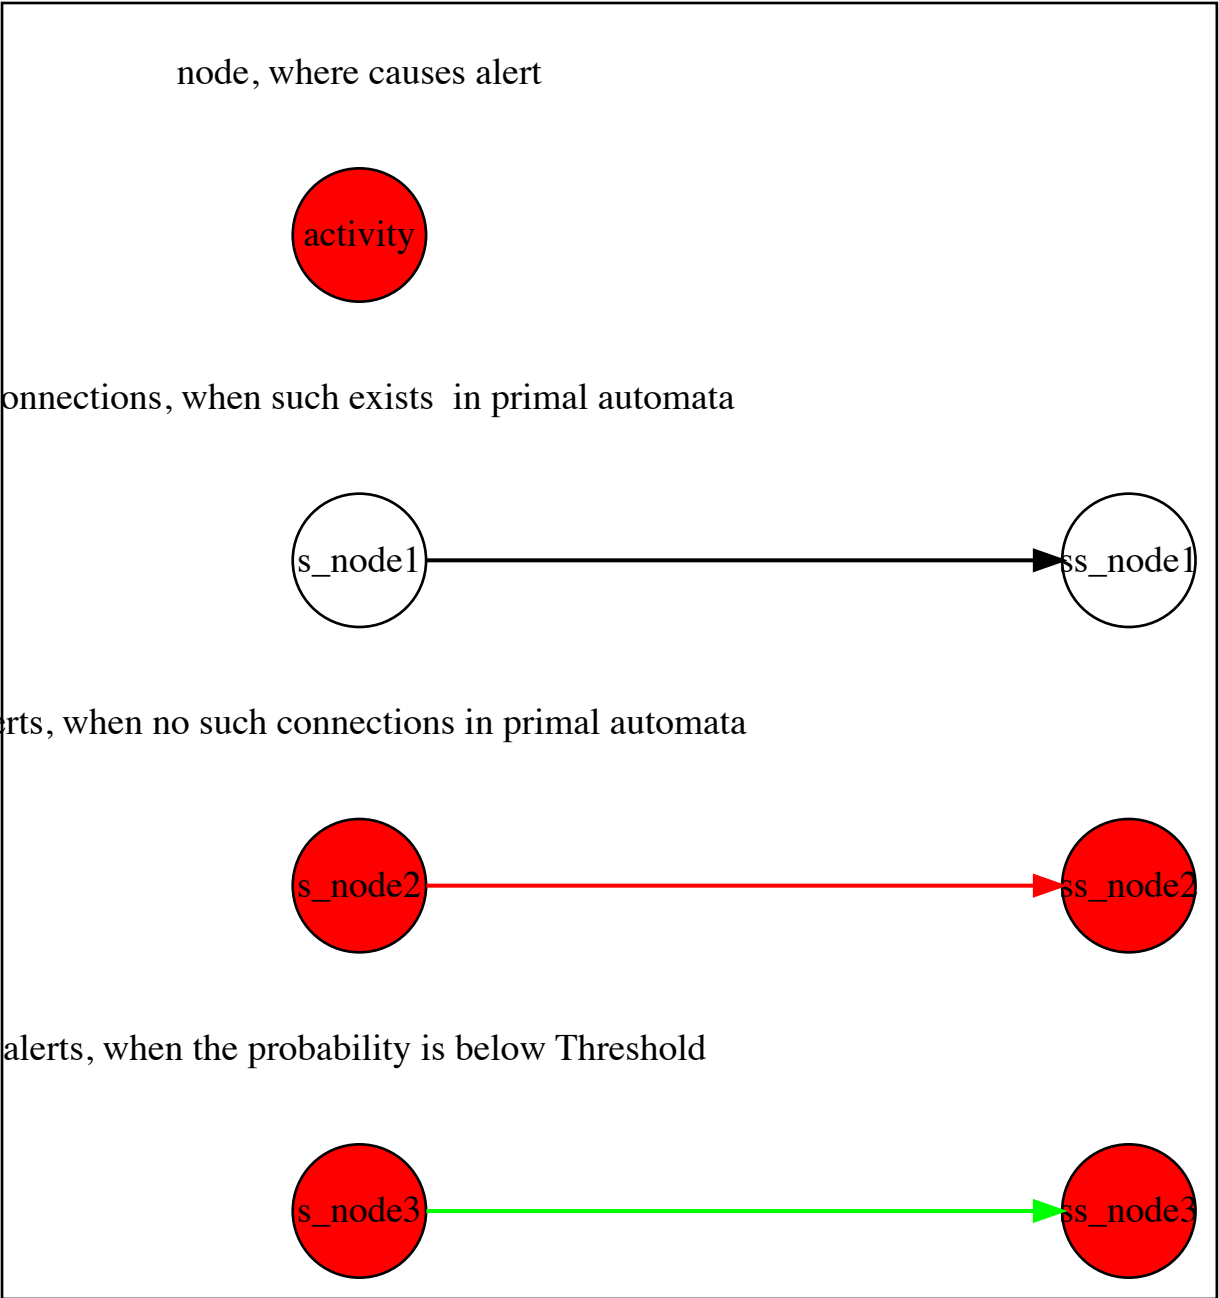 node, where causes alert
activity
onnections, when such exists  in primal automata
s_node1 ss_node1
erts, when no such connections in primal automata
s_node2 ss_node2
alerts, when the probability is below Threshold
s_node3 ss_node3